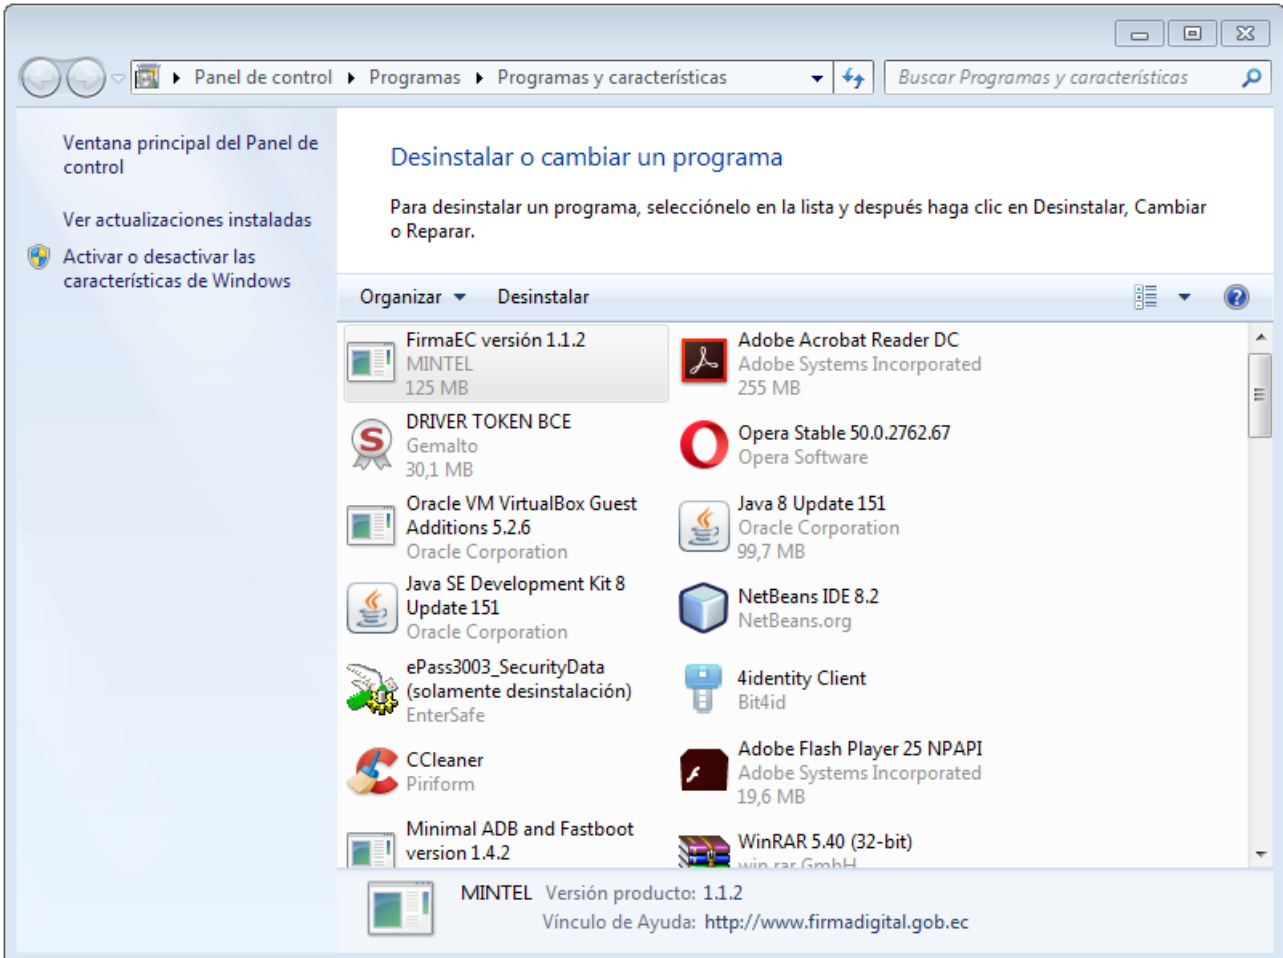 Panel de control ▸ Programas ▸ Programas y características
Buscar Programas y características
Ventana principal del Panel de
control
Ver actualizaciones instaladas
Activar o desactivar las
características de Windows
Desinstalar o cambiar un programa
Para desinstalar un programa, selecciónelo en la lista y después haga clic en Desinstalar, Cambiar
o Reparar.
Organizar Desinstalar
FirmaEC versión 1.1.2
MINTEL
125 MB
Adobe Acrobat Reader DC
Adobe Systems Incorporated
255 MB
DRIVER TOKEN BCE
Gemalto
30,1 MB
Opera Stable 50.0.2762.67
Opera Software
Oracle VM VirtualBox Guest
Additions 5.2.6
Oracle Corporation
Java 8 Update 151
Oracle Corporation
99,7 MB
Java SE Development Kit 8
Update 151
Oracle Corporation
NetBeans IDE 8.2
NetBeans.org
ePass3003_SecurityData
(solamente desinstalación)
EnterSafe
4identity Client
Bit4id
CCleaner
Piriform
Adobe Flash Player 25 NPAPI
Adobe Systems Incorporated
19,6 MB
Minimal ADB and Fastboot
version 1.4.2
WinRAR 5.40 (32-bit)
win.rar GmbH
MINTEL Versión producto: 1.1.2
Vínculo de Ayuda: http://www.firmadigital.gob.ec